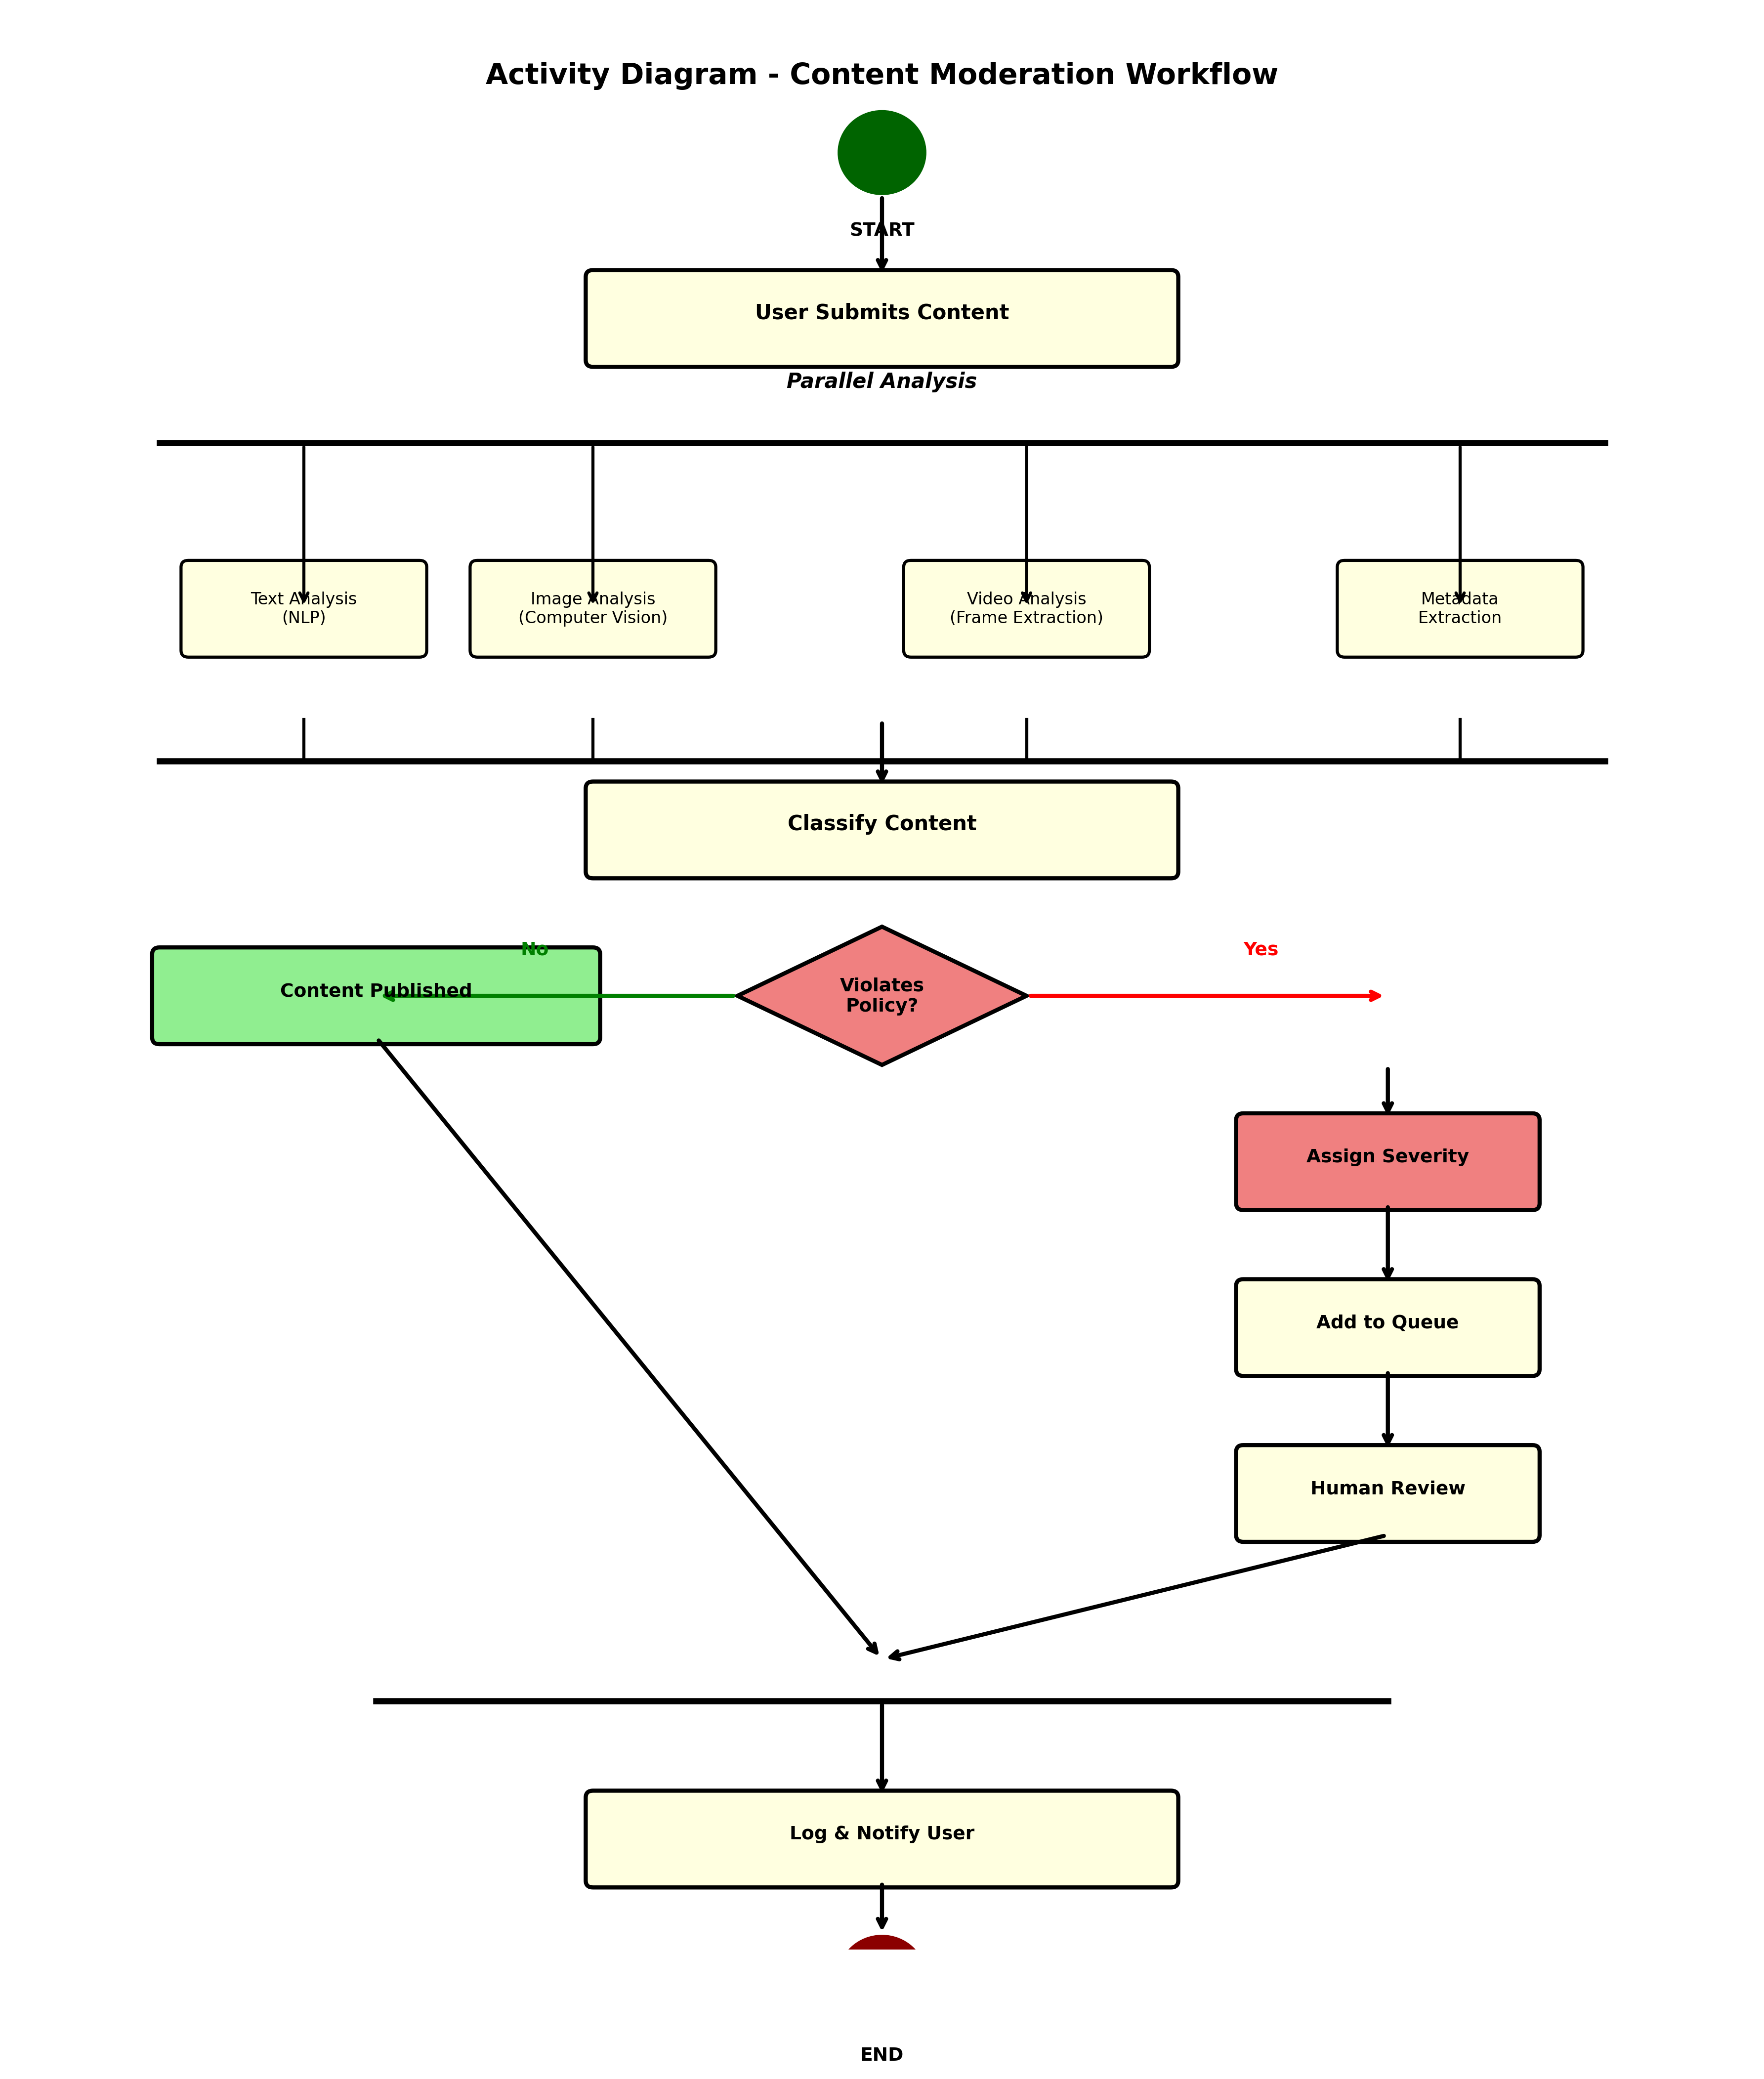 Activity Diagram - Content Moderation Workflow
START
User Submits Content
Parallel Analysis
Text Analysis
(NLP)
Image Analysis
(Computer Vision)
Video Analysis
(Frame Extraction)
Metadata
Extraction
Classify Content
No
Yes
Content Published
Violates
Policy?
Assign Severity
Add to Queue
Human Review
Log & Notify User
END